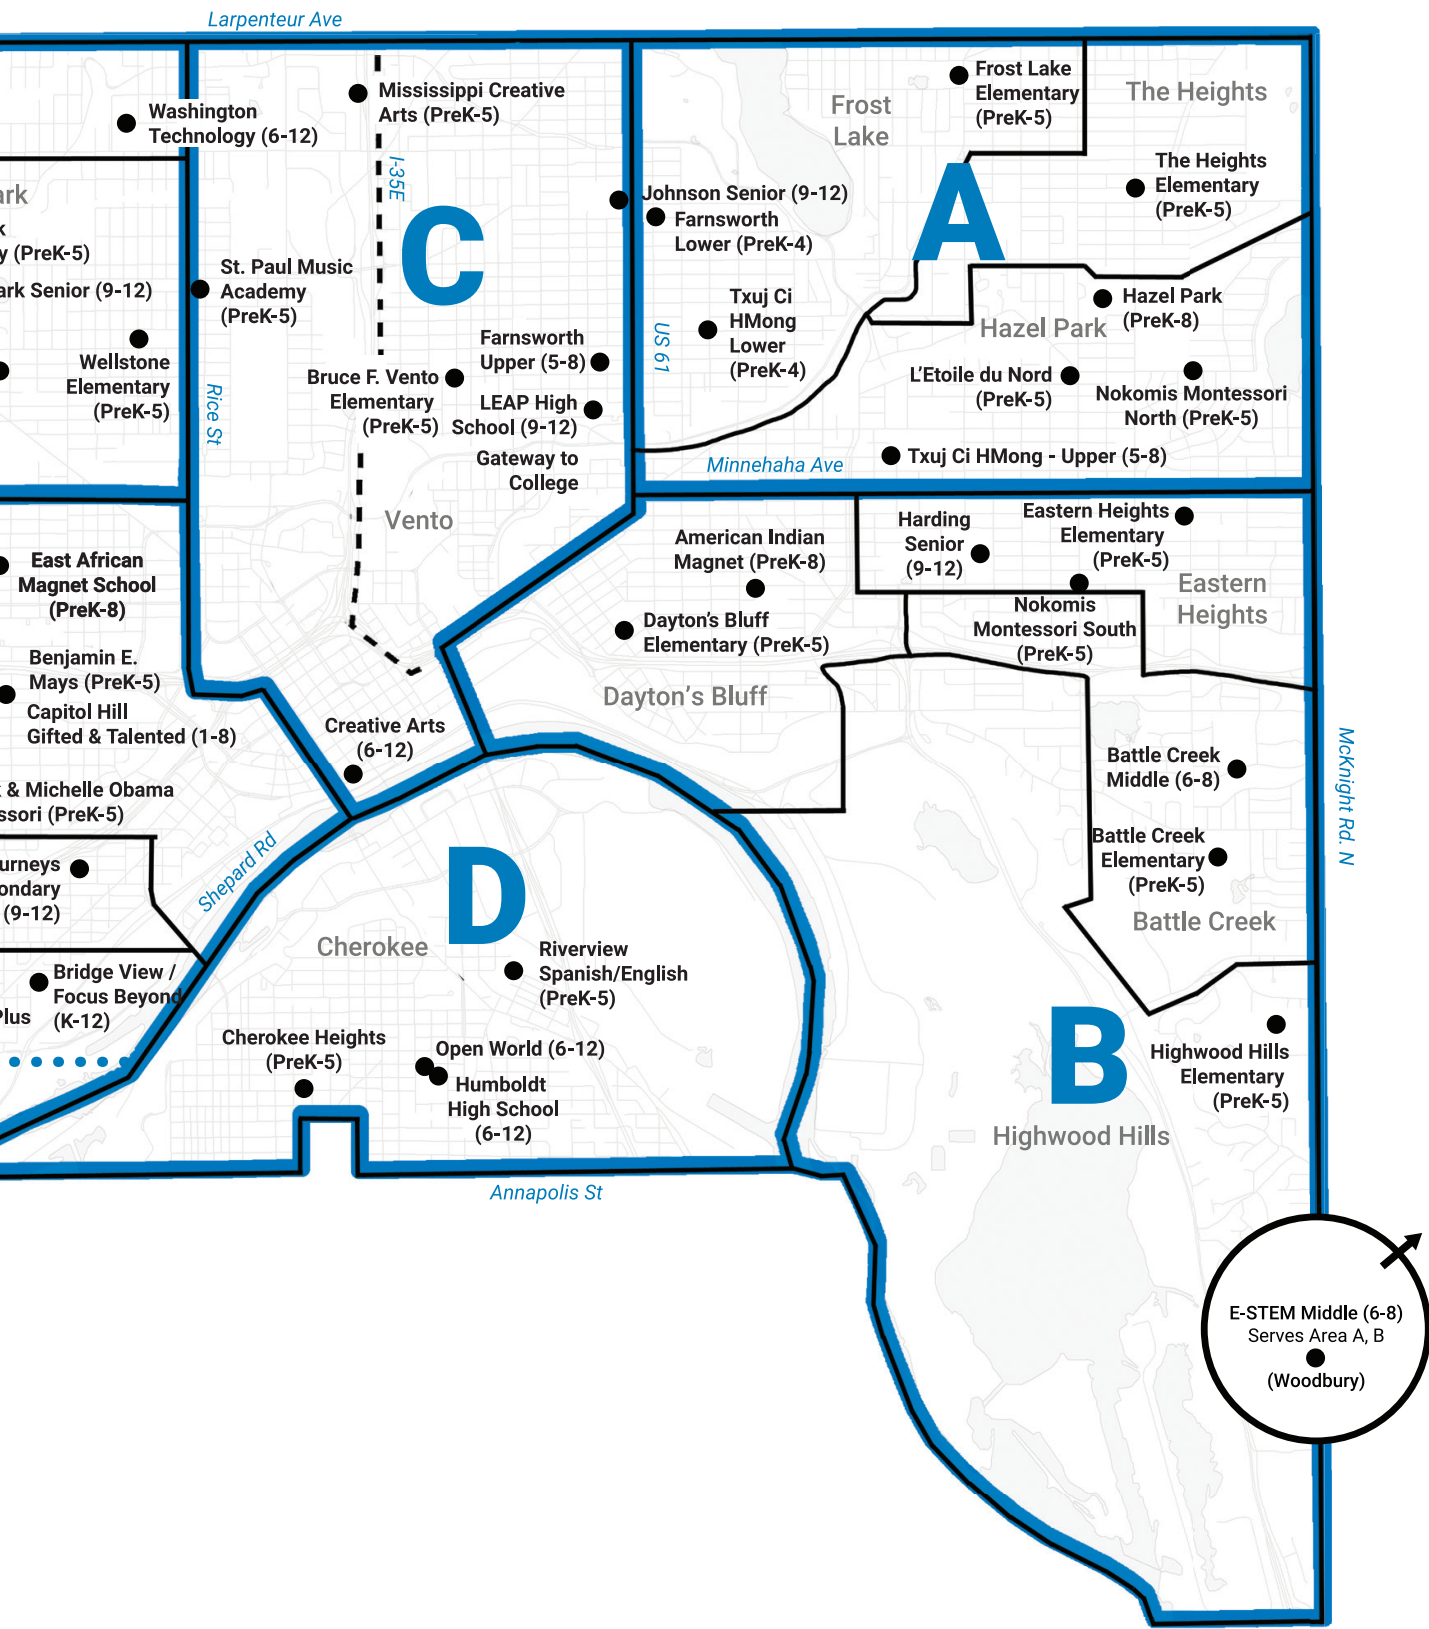 Larpenteur Ave
Washington
Technology (6-12)
Mississippi Creative
Arts (PreK-5)
I-35E
C
Frost
Lake
Frost Lake
Elementary
(PreK-5)
The Heights
The Heights
Elementary
(PreK-5)
A
Johnson Senior (9-12)
Farnsworth
Lower (PreK-4)
ark
k
y (PreK-5)
ark Senior (9-12)
St. Paul Music
Academy
(PreK-5)
Txuj Ci
HMong
Lower
(PreK-4)
US 61
Hazel Park
(PreK-8)
Hazel Park
Farnsworth
Upper (5-8)
Wellstone
Elementary
(PreK-5)
Rice St
Bruce F. Vento
Elementary
(PreK-5)
LEAP High
School (9-12)
Gateway to
College
L'Etoile du Nord
(PreK-5)
Nokomis Montessori
North (PreK-5)
Txuj Ci HMong - Upper (5-8)
Minnehaha Ave
Vento
American Indian
Magnet (PreK-8)
Harding
Senior
(9-12)
Eastern Heights
Elementary
(PreK-5)
Eastern
Heights
East African
Magnet School
(PreK-8)
Dayton's Bluff
Elementary (PreK-5)
Nokomis
Montessori South
(PreK-5)
Dayton's Bluff
Benjamin E.
Mays (PreK-5)
Capitol Hill
Gifted & Talented (1-8)
Creative Arts
(6-12)
Battle Creek
Middle (6-8)
McKnight Rd. N
& Michelle Obama
ssori (PreK-5)
Shepard Rd
urneys
ondary
(9-12)
D
Battle Creek
Elementary
(PreK-5)
Battle Creek
Cherokee
Riverview
Spanish/English
(PreK-5)
Bridge View /
Focus Beyond
(K-12)
Plus
Cherokee Heights
(PreK-5)
Open World (6-12)
Humboldt
High School
(6-12)
B
Highwood Hills
Elementary
(PreK-5)
Highwood Hills
Annapolis St
E-STEM Middle (6-8)
Serves Area A, B
(Woodbury)